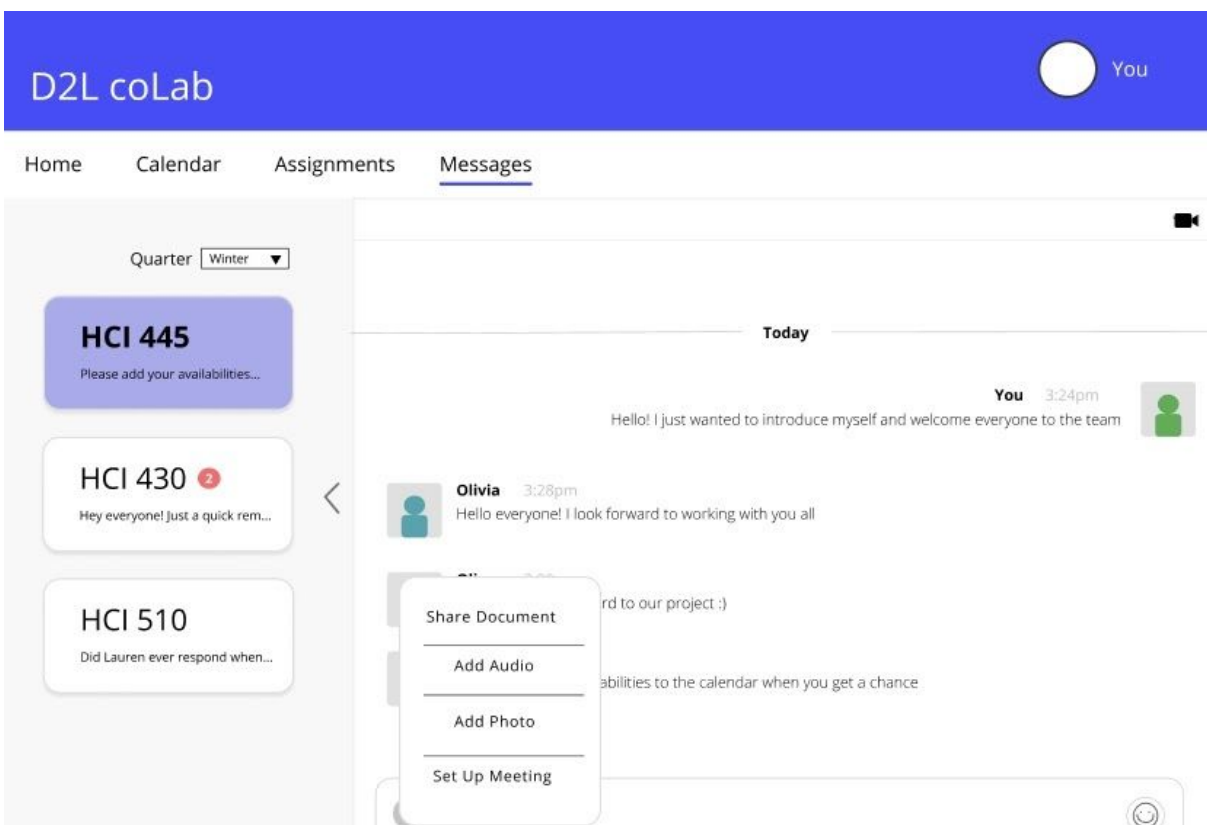 D2L coLab
You
Home Calendar Assignments Messages
Quarter Winter
HCI 445
Please add your availabilities...
HCI 430 2
Hey everyone! Just a quick rem...
HCI 510
Did Lauren ever respond when...
Today
You 3:24pm
Hello! I just wanted to introduce myself and welcome everyone to the team
Olivia 3:28pm
Hello everyone! I look forward to working with you all
rd to our project :)
abilities to the calendar when you get a chance
Share Document
Add Audio
Add Photo
Set Up Meeting